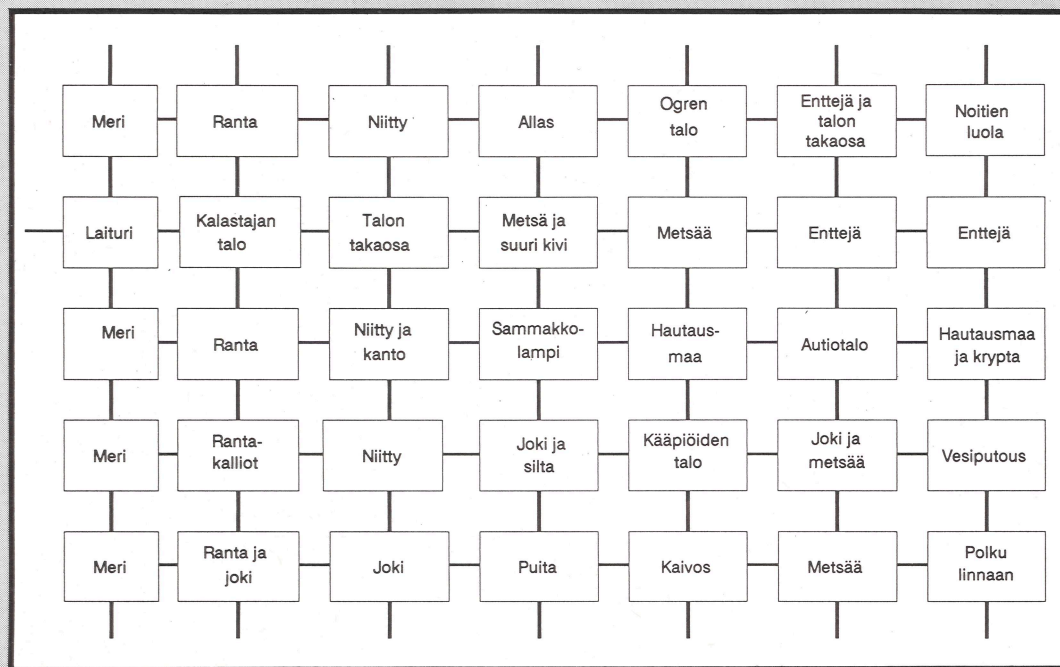 Meri
Ranta
Niitty
Allas
Ogren
talo
Enttejä ja
talon
takaosa
Noitien
luola
Laituri
Kalastajan
talo
Talon
takaosa
Metsä ja
suuri kivi
Metsää
Enttejä
Enttejä
Meri
Ranta
Niitty ja
kanto
Sammakko-
lampi
Hautaus-
maa
Autiotalo
Hautausmaa
ja krypta
Meri
Ranta-
kalliot
Niitty
Joki ja
silta
Kääpiöiden
talo
Joki ja
metsää
Vesiputous
Meri
Ranta ja
joki
Joki
Puita
Kaivos
Metsää
Polku
linnaan